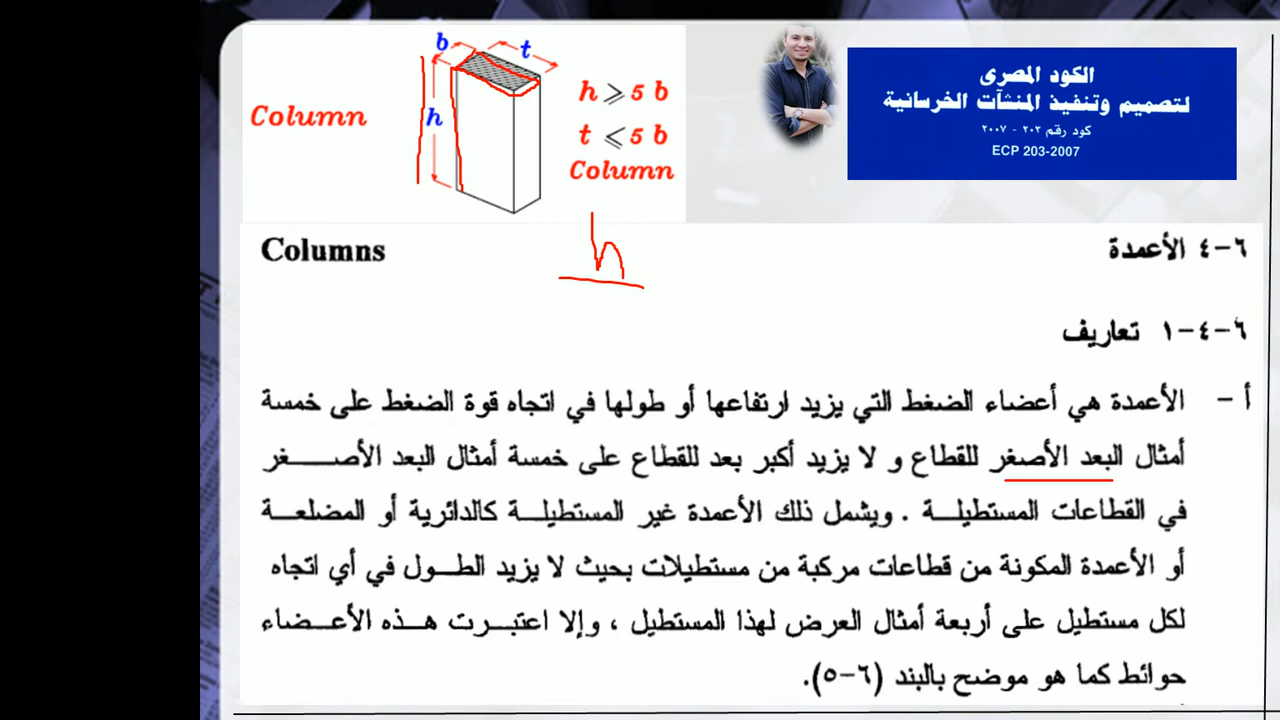 b
t
Column
h
h ⩾ 5 b
t ⩽ 5 b
Column
h
الكود المصرى
لتصميم وتنفيذ المنشآت الخرسانية
كود رقم ٢٠٣ - ٢٠٠٧
ECP 203-2007
٦-٤ الأعمدة Columns
٦-٤-١ تعاريف
أ - الأعمدة هي أعضاء الضغط التي يزيد ارتفاعها أو طولها في اتجاه قوة الضغط على خمسة
أمثال البعد الأصغر للقطاع و لا يزيد أكبر بعد للقطاع على خمسة أمثال البعد الأصغر
في القطاعات المستطيلة . ويشمل ذلك الأعمدة غير المستطيلة كالدائرية أو المضلعة
أو الأعمدة المكونة من قطاعات مركبة من مستطيلات بحيث لا يزيد الطول في أي اتجاه
لكل مستطيل على أربعة أمثال العرض لهذا المستطيل ، وإلا اعتبرت هذه الأعضاء
حوائط كما هو موضح بالبند (٦-٥).